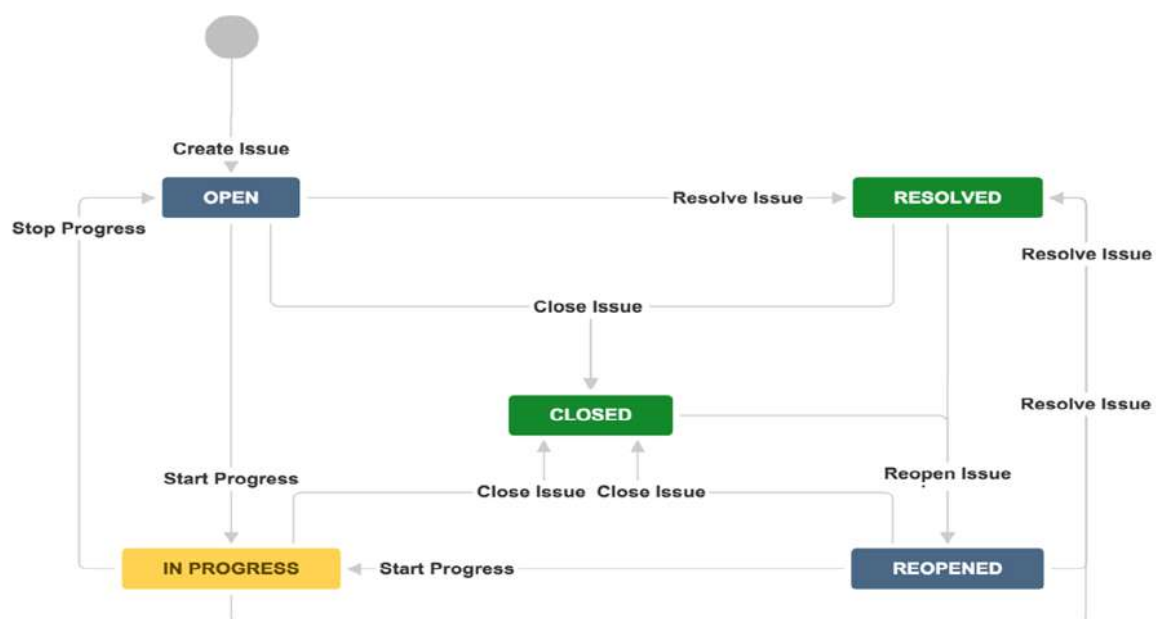 Create Issue
OPEN
Resolve Issue
RESOLVED
Stop Progress
Resolve Issue
Close Issue
CLOSED
Resolve Issue
Start Progress
Reopen Issue
Close Issue
Close Issue
IN PROGRESS
Start Progress
REOPENED